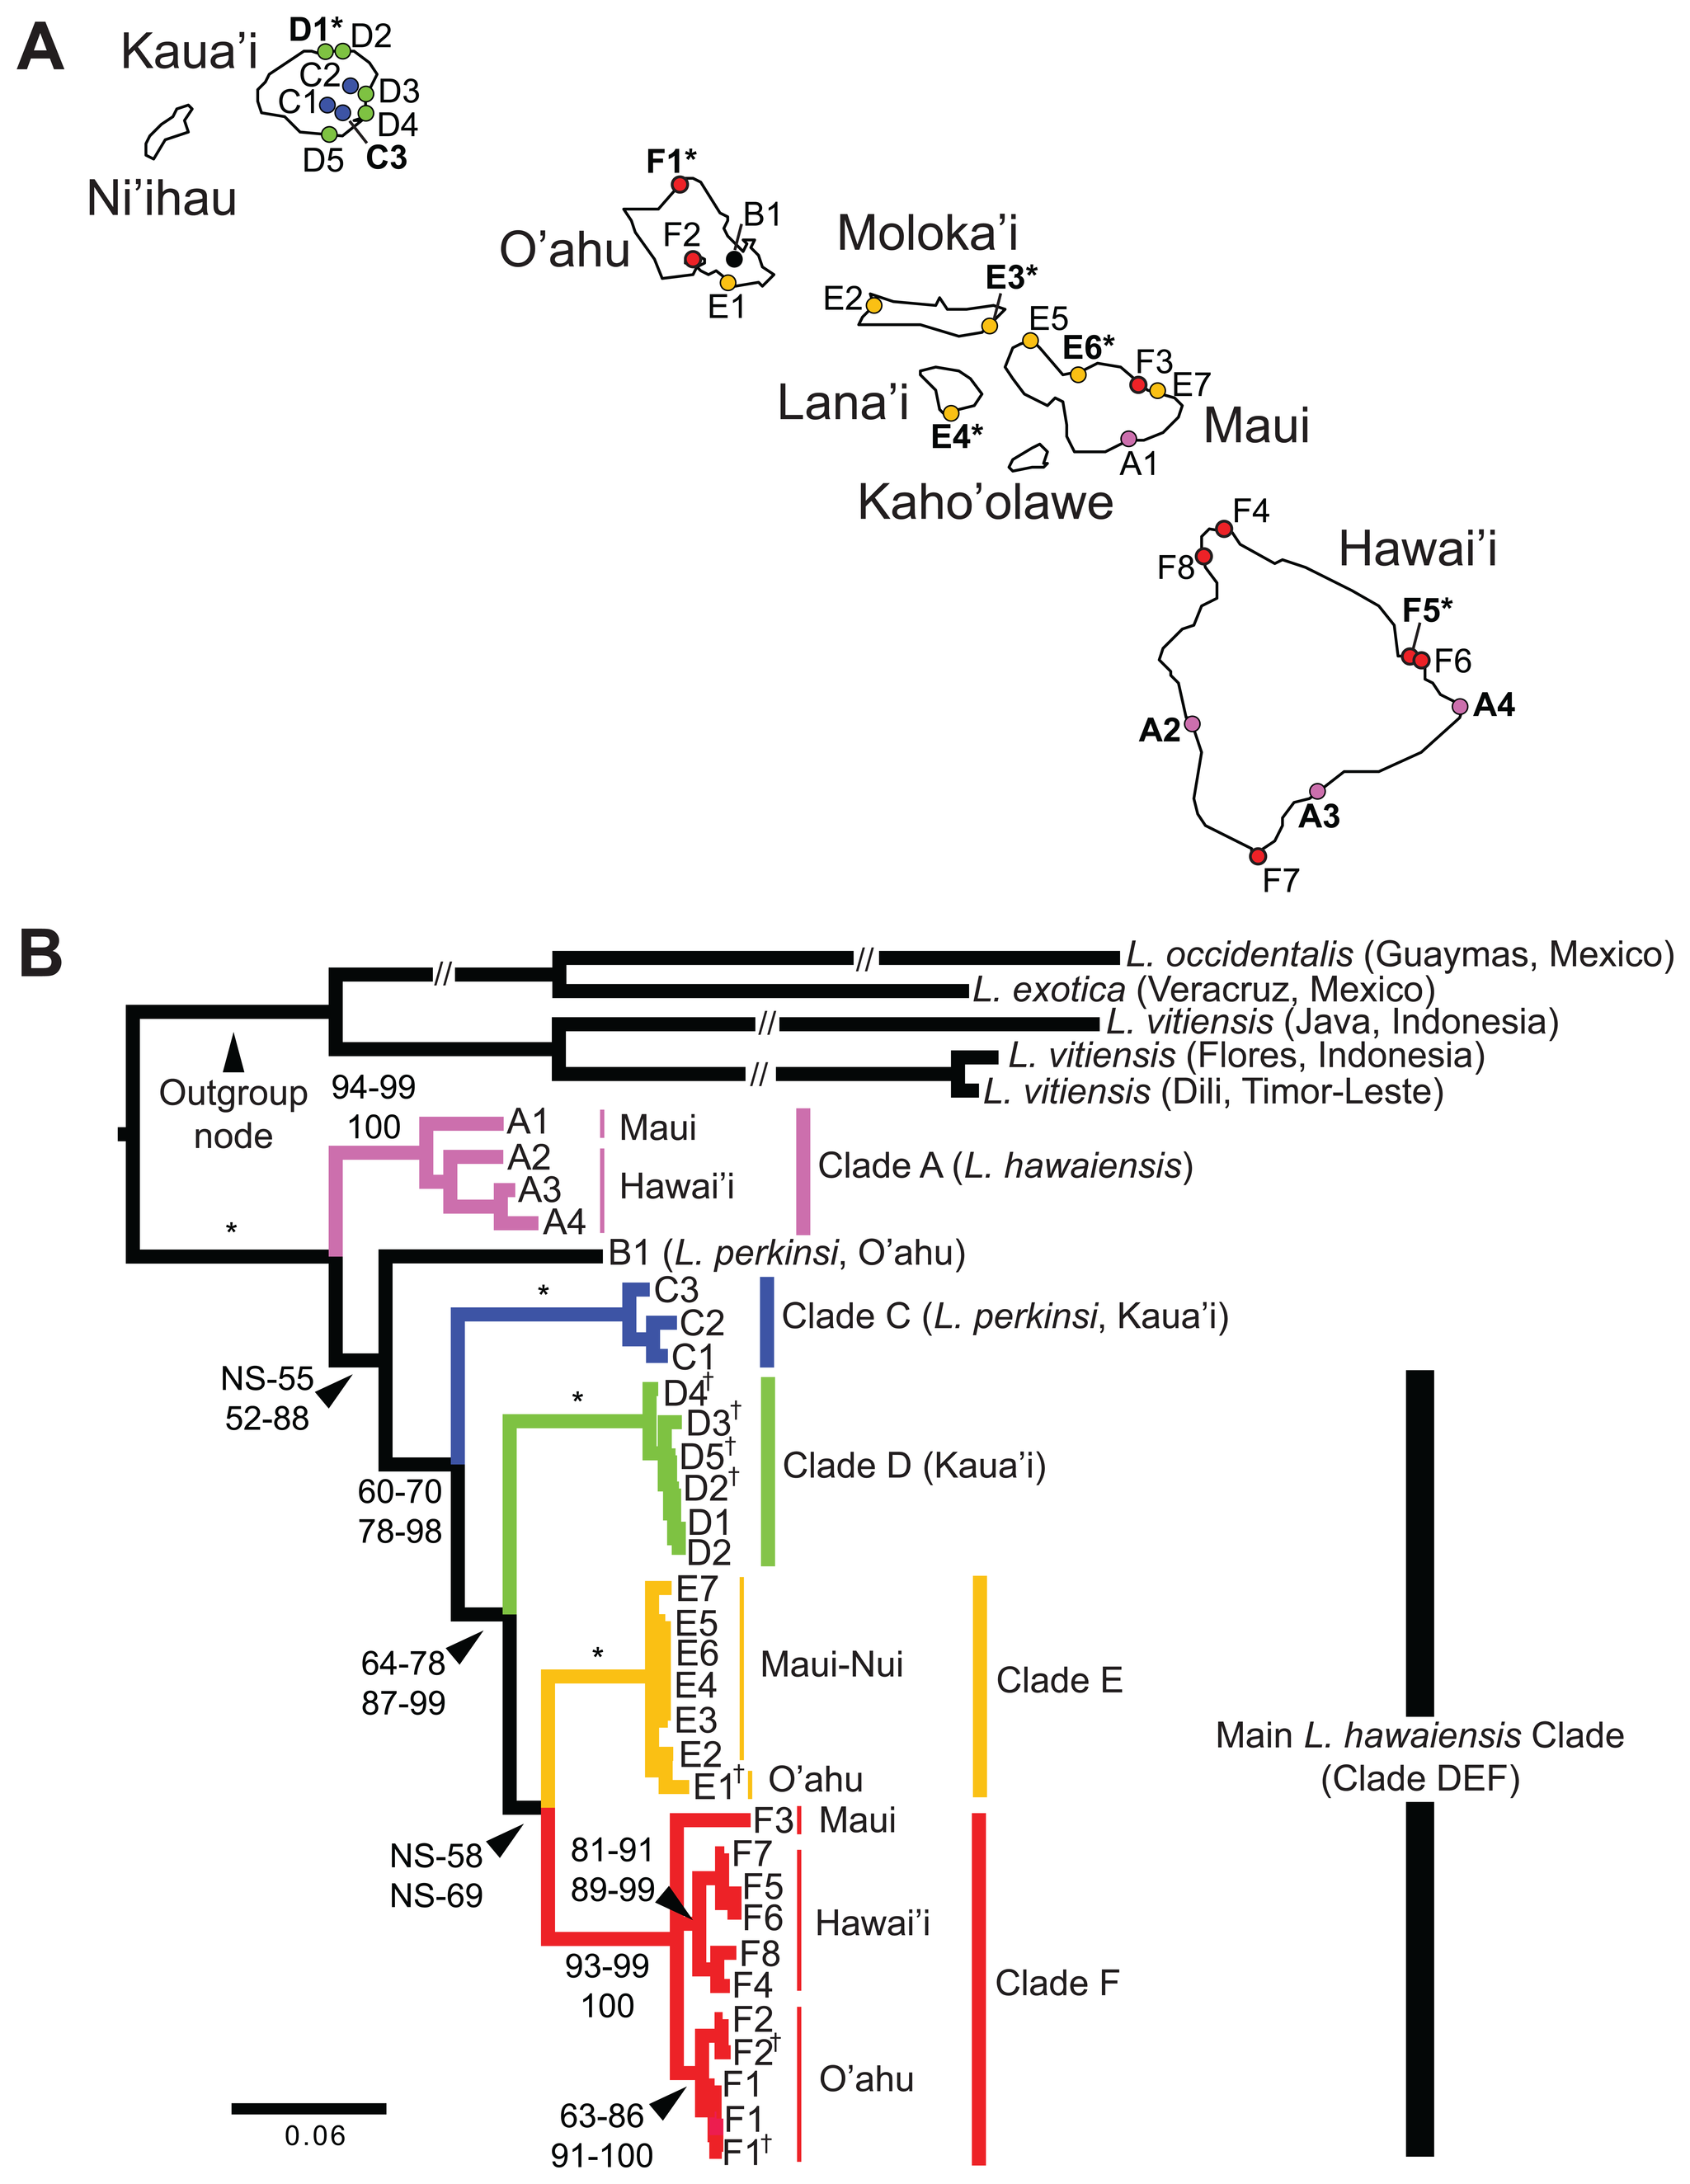 A
Kaua’i
D1*
D2
C2
D3
C1
D4
D5
C3
Ni’ihau
F1*
B1
F2
O’ahu
E1
Moloka’i
E3*
E2
E5
E6*
F3
E7
Lana’i
E4*
Maui
A1
Kaho’olawe
F4
Hawai’i
F8
F5*
F6
A2
A4
A3
F7
B
//
//
L. occidentalis (Guaymas, Mexico)
L. exotica (Veracruz, Mexico)
//
L. vitiensis (Java, Indonesia)
L. vitiensis (Flores, Indonesia)
//
L. vitiensis (Dili, Timor-Leste)
Outgroup
node
94-99
100
A1
Maui
A2
A3
Hawai’i
A4
Clade A (L. hawaiensis)
*
B1 (L. perkinsi, O’ahu)
*
C3
C2
C1
Clade C (L. perkinsi, Kaua’i)
NS-55
52-88
*
D4†
D3†
D5†
D2†
D1
D2
Clade D (Kaua’i)
60-70
78-98
E7
E5
*
E6
E4
E3
E2
E1†
Maui-Nui
O’ahu
Clade E
64-78
87-99
Main L. hawaiensis Clade
(Clade DEF)
F3
Maui
NS-58
NS-69
81-91
89-99
F7
F5
F6
F8
F4
Hawai’i
93-99
100
Clade F
F2
F2†
F1
F1
F1†
O’ahu
63-86
91-100
0.06